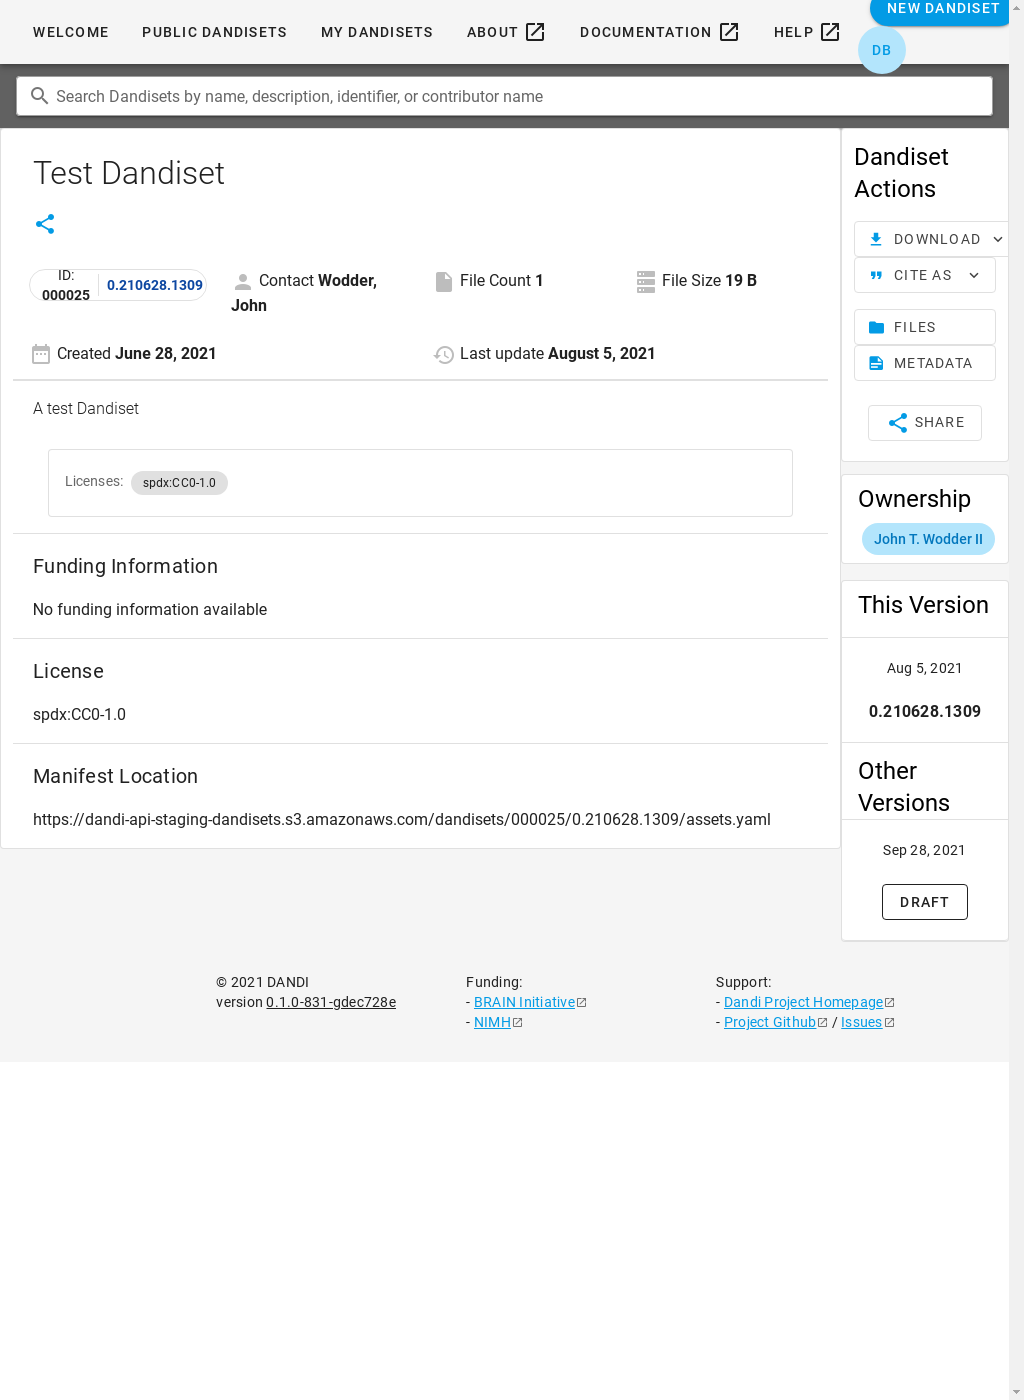 NEW DANDISET
WELCOME PUBLIC DANDISETS MY DANDISETS ABOUT DOCUMENTATION HELP
DB
Search Dandisets by name, description, identifier, or contributor name
Test Dandiset
ID: 000025 0.210628.1309
Contact Wodder, John
File Count 1
File Size 19 B
Created June 28, 2021
Last update August 5, 2021
A test Dandiset
Licenses: spdx:CC0-1.0
Funding Information
No funding information available
License
spdx:CC0-1.0
Manifest Location
https://dandi-api-staging-dandisets.s3.amazonaws.com/dandisets/000025/0.210628.1309/assets.yaml
Dandiset
Actions
DOWNLOAD
CITE AS
FILES
METADATA
SHARE
Ownership
John T. Wodder II
This Version
Aug 5, 2021
0.210628.1309
Other
Versions
Sep 28, 2021
DRAFT
© 2021 DANDI
version 0.1.0-831-gdec728e
Funding:
- BRAIN Initiative
- NIMH
Support:
- Dandi Project Homepage
- Project Github / Issues